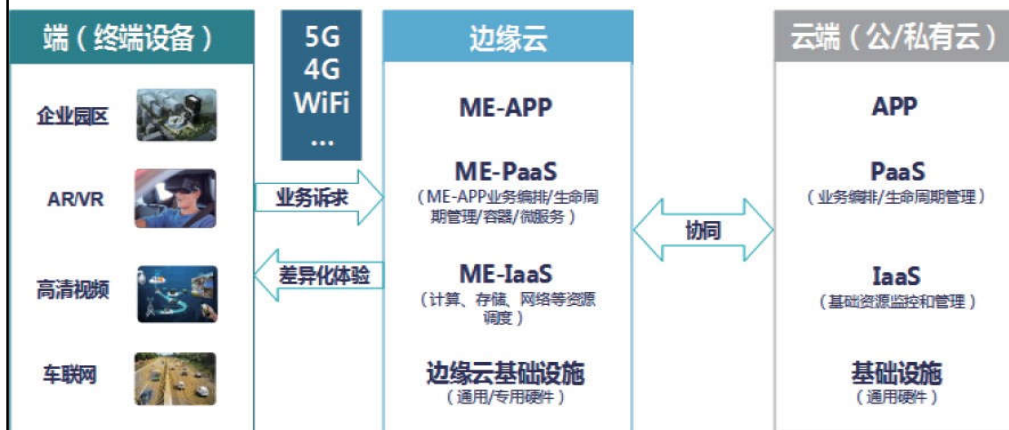 端（终端设备）
企业园区
AR/VR
高清视频
车联网
5G
4G
WiFi
...
业务诉求
差异化体验
边缘云
ME-APP
ME-PaaS
（ME-APP业务编排/生命周
期管理/容器/微服务）
ME-IaaS
（计算、存储、网络等资源
调度）
边缘云基础设施
（通用/专用硬件）
协同
云端（公/私有云）
APP
PaaS
（业务编排/生命周期管理）
IaaS
（基础资源监控和管理）
基础设施
（通用硬件）